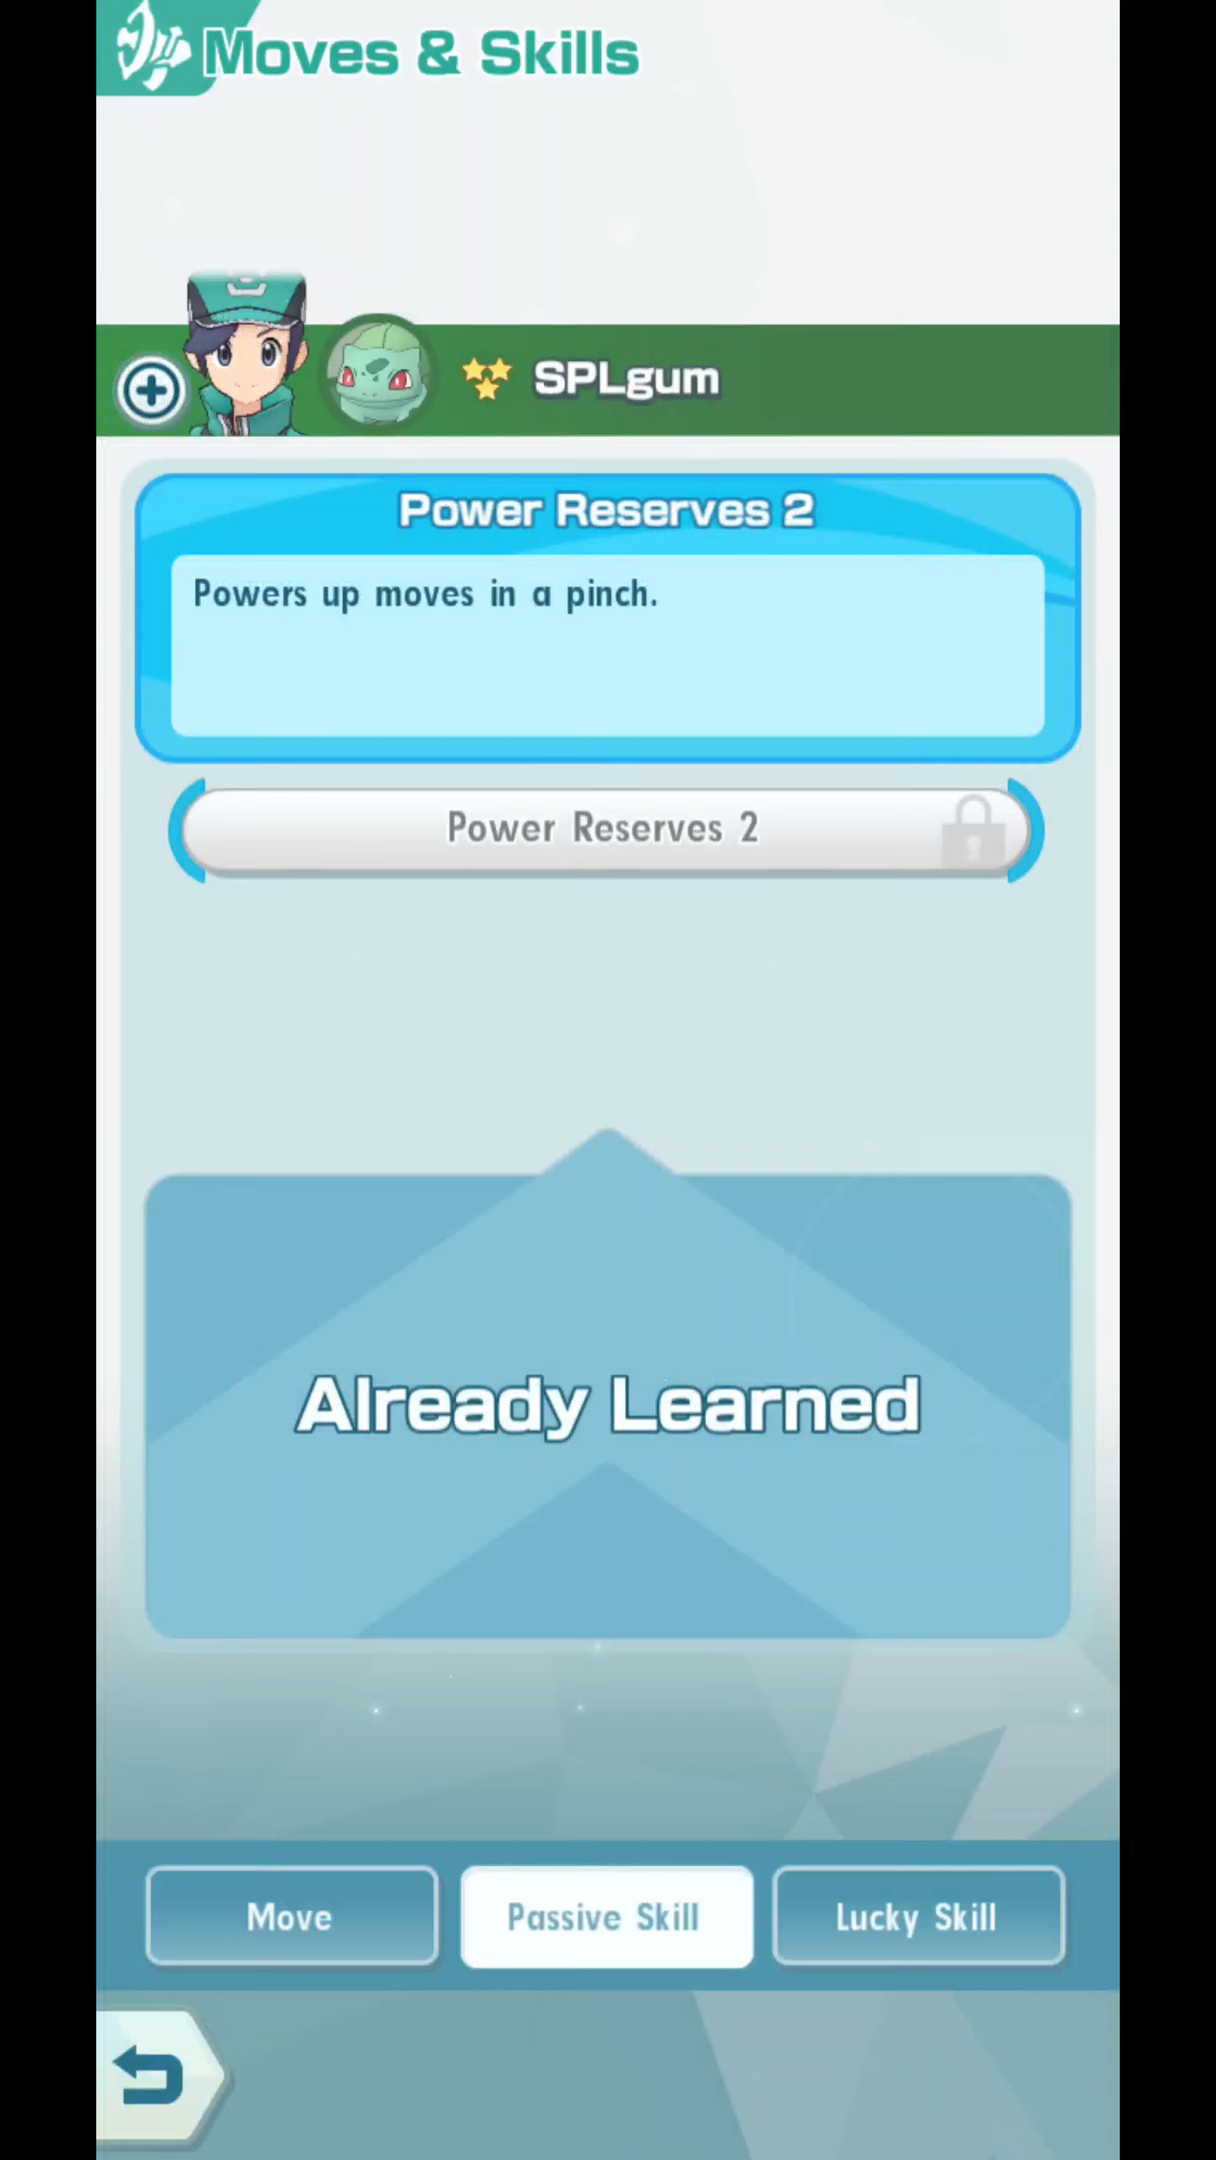 Moves & Skills
SPLgum
Power Reserves 2
Powers up moves in a pinch.
Power Reserves 2
Already Learned
Move
Passive Skill
Lucky Skill